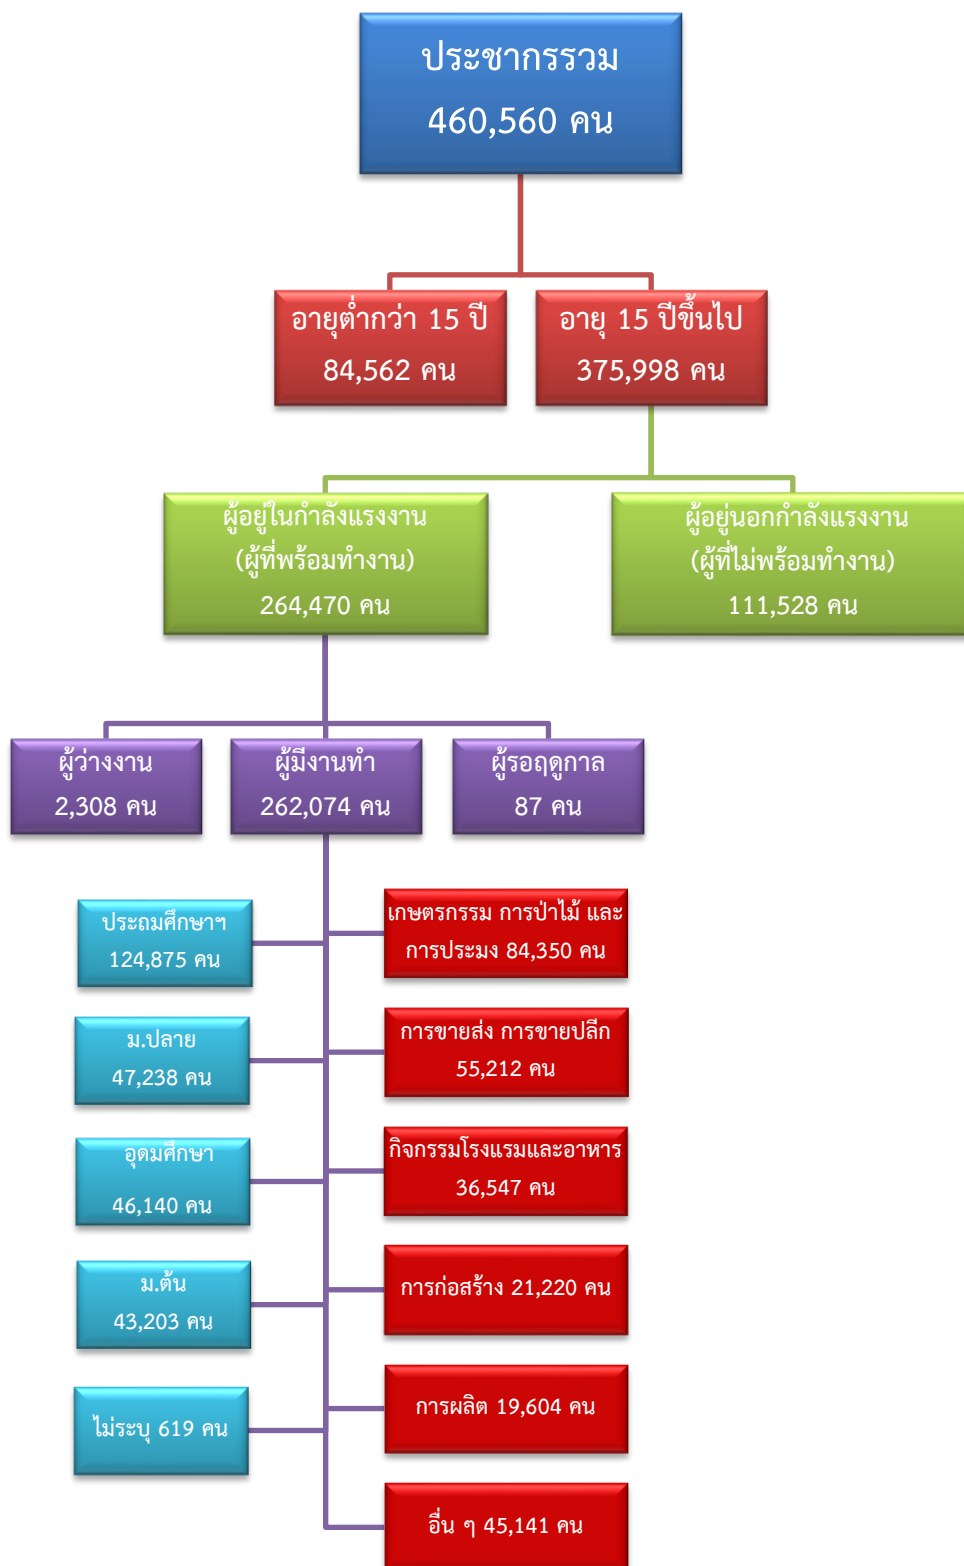 ประชากรรวม
460,560 คน
อายุต่ำกว่า 15 ปี
84,562 คน
อายุ 15 ปีขึ้นไป
375,998 คน
ผู้อยู่ในกำลังแรงงาน
(ผู้ที่พร้อมทำงาน)
264,470 คน
ผู้อยู่นอกกำลังแรงงาน
(ผู้ที่ไม่พร้อมทำงาน)
111,528 คน
ผู้ว่างงาน
2,308 คน
ผู้มีงานทำ
262,074 คน
ผู้รอฤดูกาล
87 คน
ประถมศึกษาฯ
124,875 คน
ม.ปลาย
47,238 คน
อุดมศึกษา
46,140 คน
ม.ต้น
43,203 คน
ไม่ระบุ 619 คน
เกษตรกรรม การป่าไม้ และ
การประมง 84,350 คน
การขายส่ง การขายปลีก
55,212 คน
กิจกรรมโรงแรมและอาหาร
36,547 คน
การก่อสร้าง 21,220 คน
การผลิต 19,604 คน
อื่น ๆ 45,141 คน